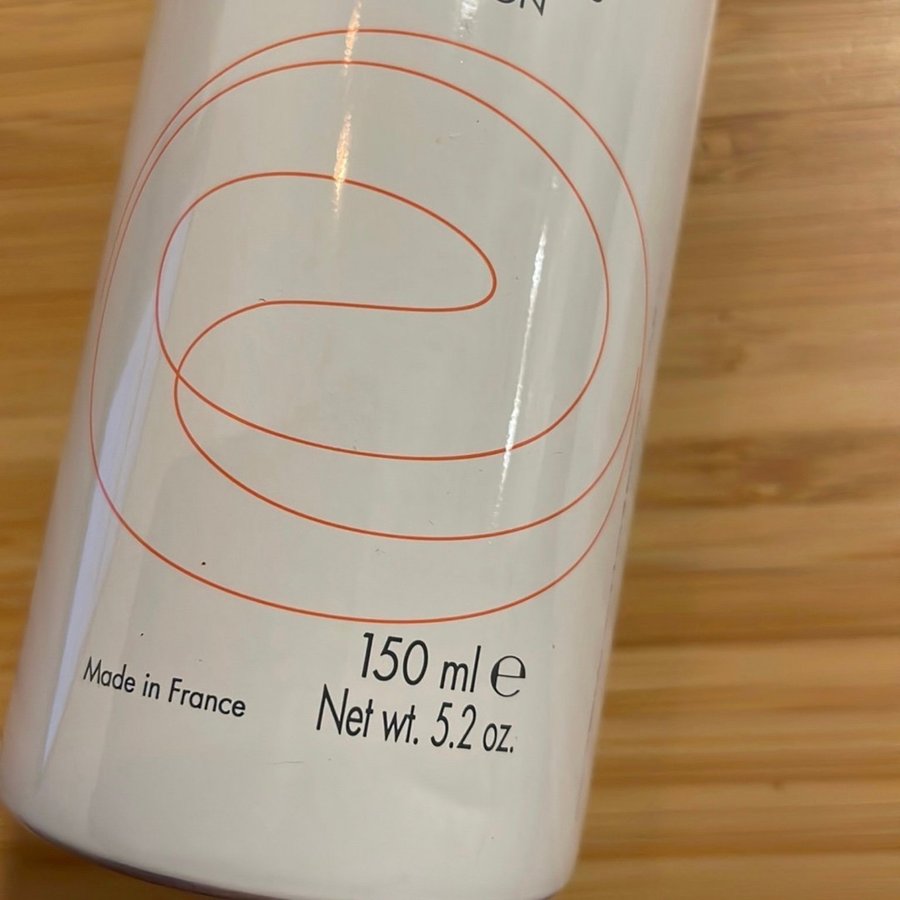 150 ml ℮
Made in France
Net wt. 5.2 oz.